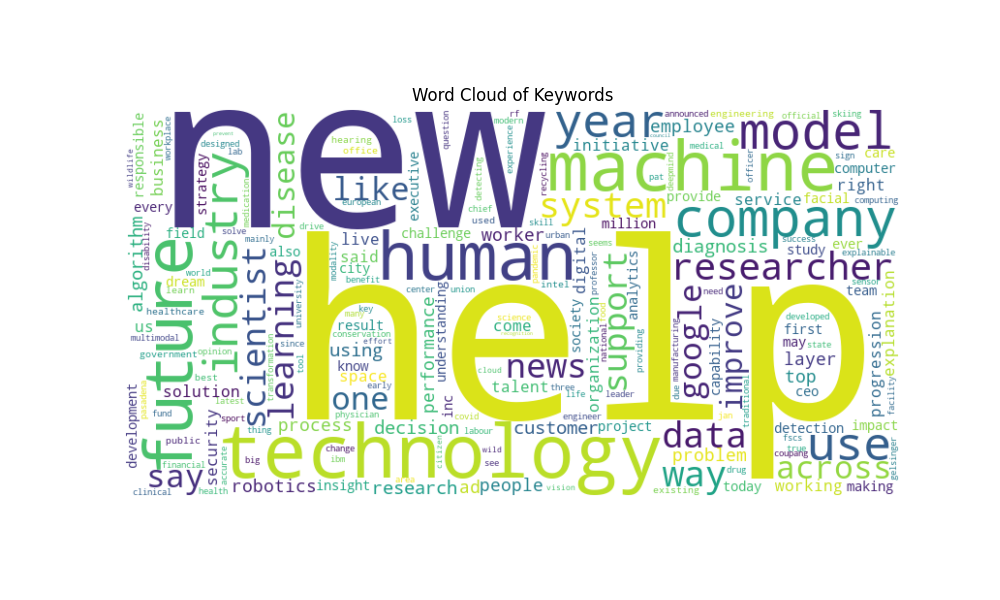 Word Cloud of Keywords
new
help
technology
machine
human
company
model
year
future
industry
scientist
learning
disease
like
system
researcher
support
google
improve
data
use
across
way
say
one
news
employee
initiative
service
provide
computer
right
care
facial
engineering
announced
official
skiing
sign
computing
medical
officer
deepmind
pat
million
worker
challenge
executive
european
hearing
office
loss
question
modern
experience
rf
recycling
detecting
chief
used
skill
drive
responsible
business
workplace
wildlife
designed
lab
prevent
strategy
medication
every
field
solve
mainly
algorithm
disability
also
live
said
city
benefit
modality
world
dream
learn
us
healthcare
multimodal
government
opinion
best
solution
latest
university
since
tool
transformation
center
union
key
many
result
effort
conservation
using
know
space
early
performance
understanding
inc
physician
covid
process
decision
labour
customer
project
engineer
leader
talent
three
life
cloud
science
come
intel
pandemic
seems
professor
society
digital
organization
national
food
analytics
providing
diagnosis
study
success
ever
explainable
team
sensor
need
capability
due
manufacturing
traditional
jan
developed
first
may
state
layer
top
ceo
progression
explanation
facility
impact
detection
fscs
true
coupang
gelsinger
problem
drug
existing
today
working
making
development
pasadena
fund
sport
thing
public
security
financial
accurate
clinical
health
big
change
ibm
robotics
insight
research
ad
people
citizen
wild
see
vision
area
urban